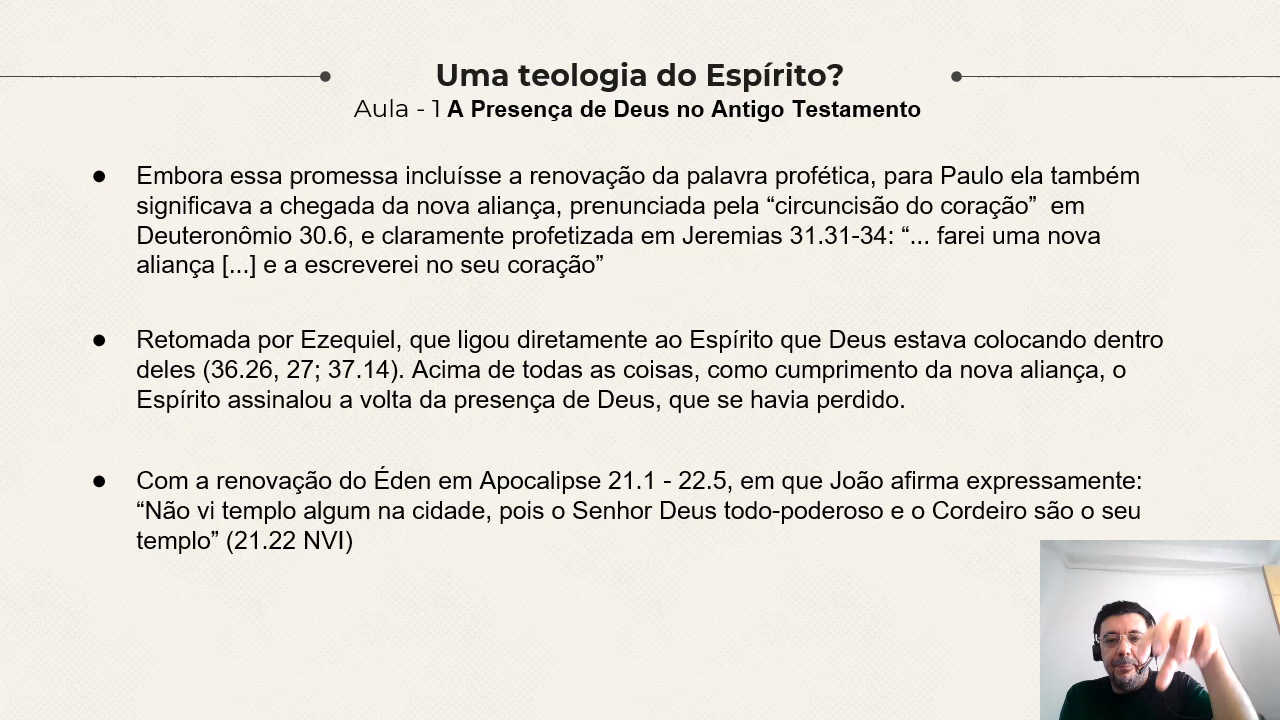 Uma teologia do Espírito?
Aula - 1 A Presença de Deus no Antigo Testamento
● Embora essa promessa incluísse a renovação da palavra profética, para Paulo ela também
significava a chegada da nova aliança, prenunciada pela “circuncisão do coração”  em
Deuteronômio 30.6, e claramente profetizada em Jeremias 31.31-34: “... farei uma nova
aliança [...] e a escreverei no seu coração”
● Retomada por Ezequiel, que ligou diretamente ao Espírito que Deus estava colocando dentro
deles (36.26, 27; 37.14). Acima de todas as coisas, como cumprimento da nova aliança, o
Espírito assinalou a volta da presença de Deus, que se havia perdido.
● Com a renovação do Éden em Apocalipse 21.1 - 22.5, em que João afirma expressamente:
“Não vi templo algum na cidade, pois o Senhor Deus todo-poderoso e o Cordeiro são o seu
templo” (21.22 NVI)